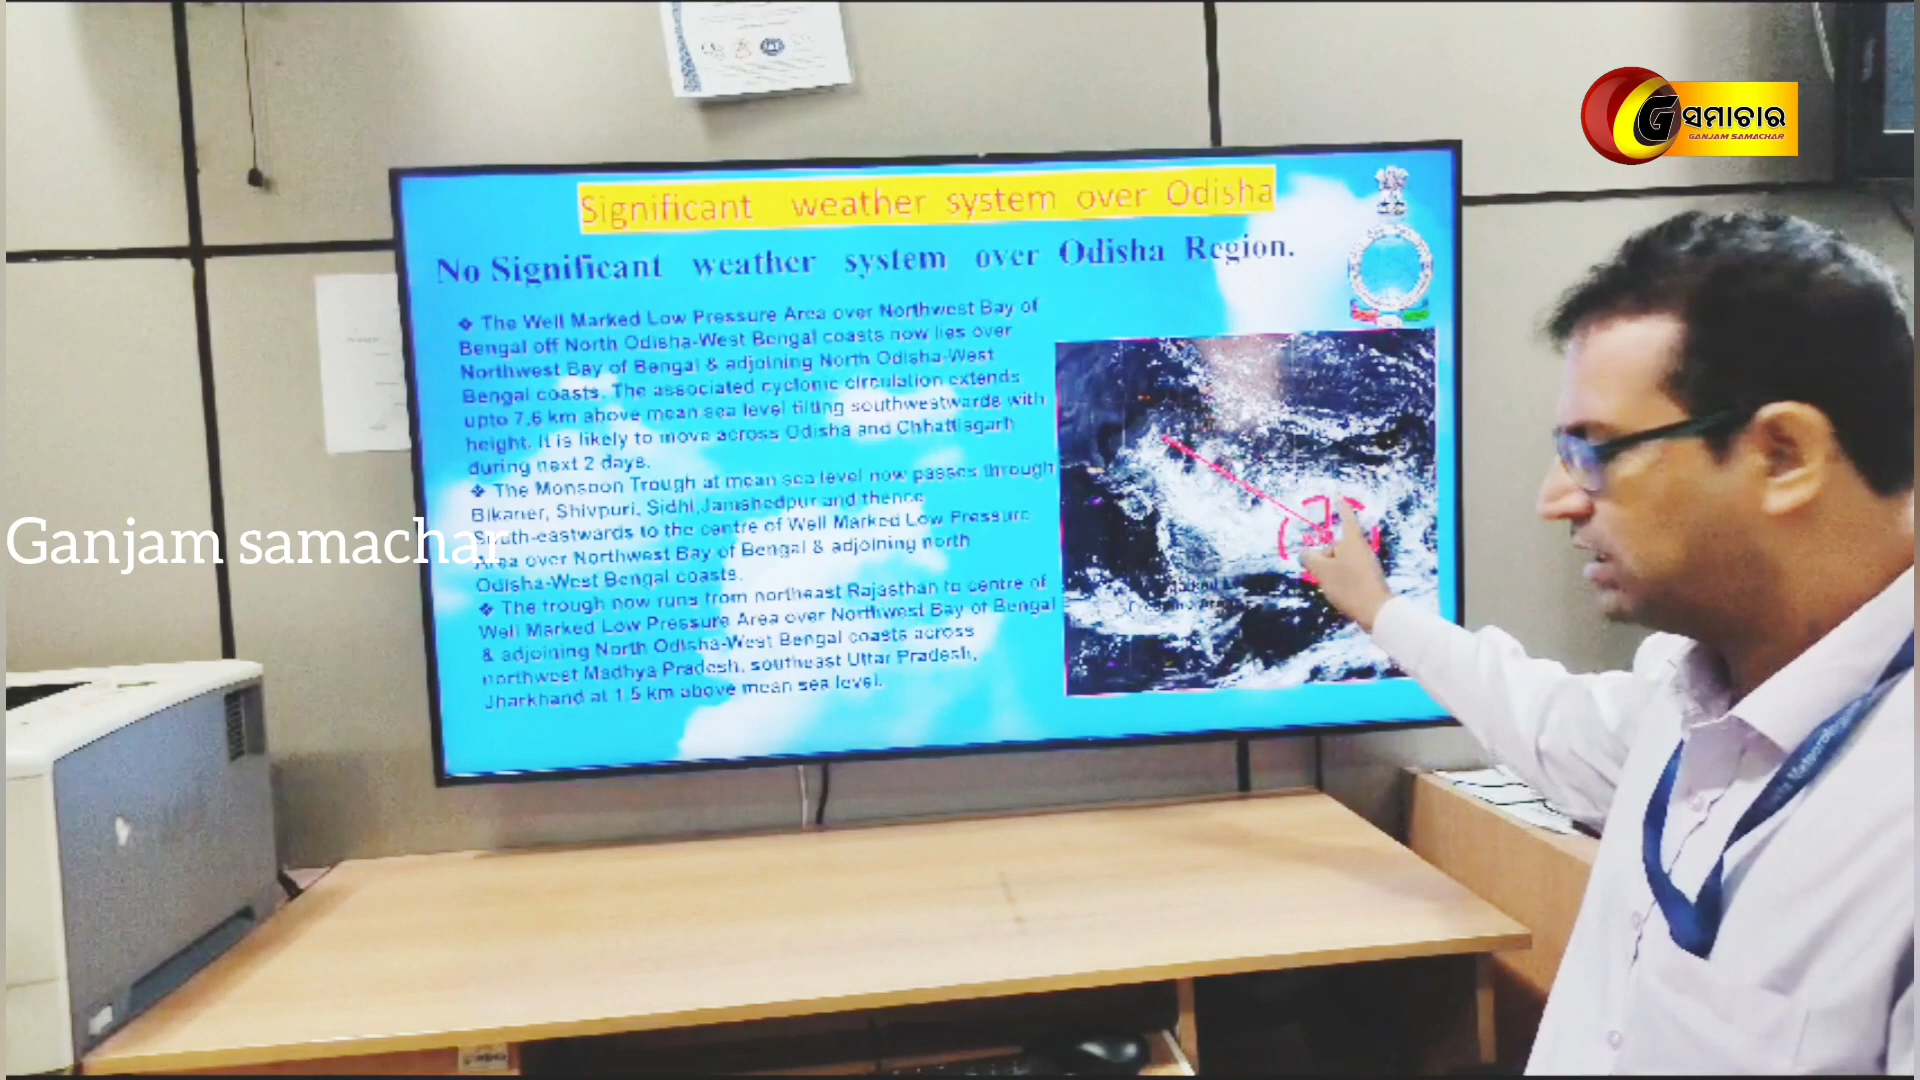 ସମାଚାର
GANJAM SAMACHAR
Significant weather system over Odisha
No Significant weather system over Odisha Region.
❖ The Well Marked Low Pressure Area over Northwest Bay of
Bengal off North Odisha-West Bengal coasts now lies over
Northwest Bay of Bengal & adjoining North Odisha-West
Bengal coasts. The associated cyclonic circulation extends
upto 7.6 km above mean sea level tilting southwestwards with
height. It is likely to move across Odisha and Chhattisgarh
during next 2 days.
❖ The Monsoon Trough at mean sea level now passes through
Bikaner, Shivpuri, Sidhi,Jamshedpur and thence
South-eastwards to the centre of Well Marked Low Pressure
Area over Northwest Bay of Bengal & adjoining north
Odisha-West Bengal coasts.
❖ The trough now runs from northeast Rajasthan to centre of
Well Marked Low Pressure Area over Northwest Bay of Bengal
& adjoining North Odisha-West Bengal coasts across
northwest Madhya Pradesh, southeast Uttar Pradesh,
Jharkhand at 1.5 km above mean sea level.
Ganjam samachar